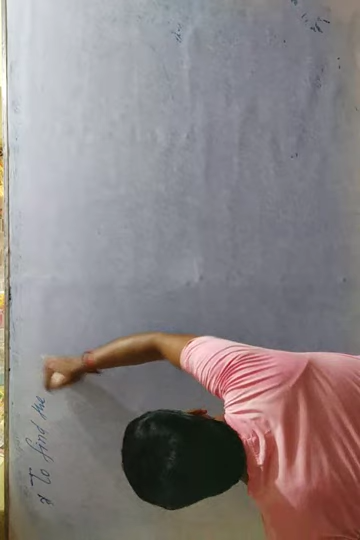 * To find the